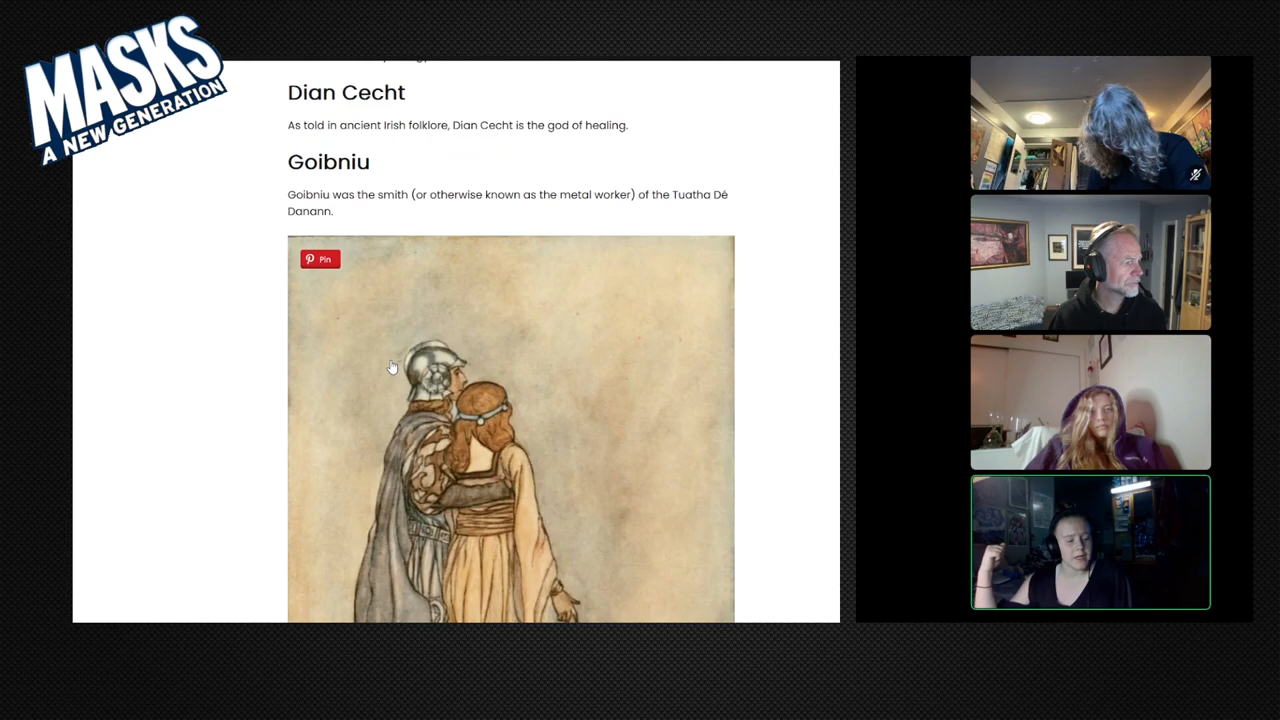 MASKS
A NEW GENERATION
Dian Cecht
As told in ancient Irish folklore, Dian Cecht is the god of healing.
Goibniu
Goibniu was the smith (or otherwise known as the metal worker) of the Tuatha Dé
Danann.
Pin